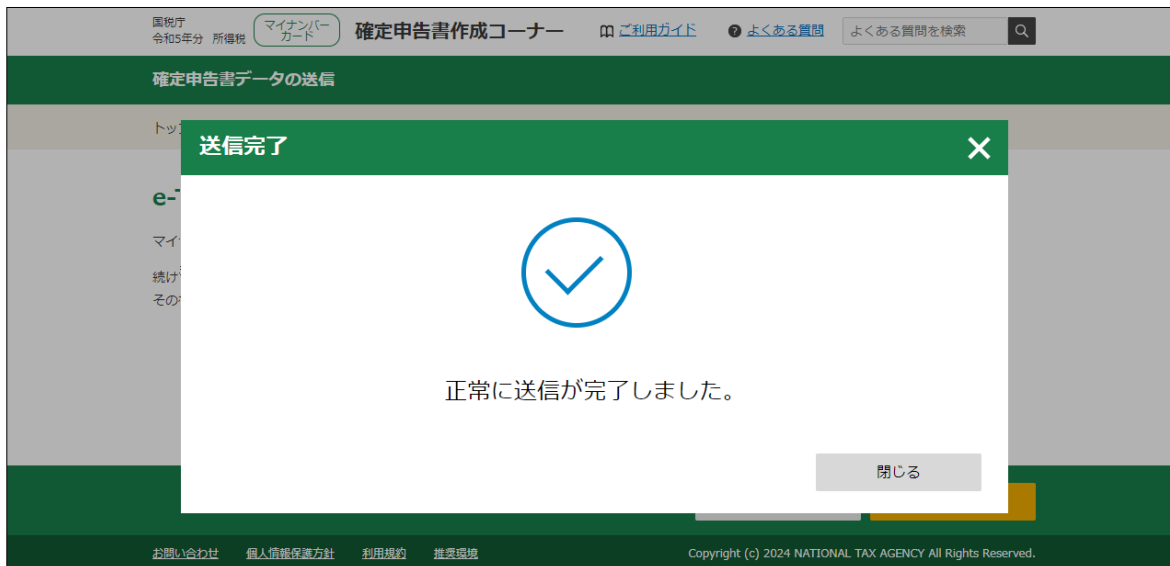 国税庁
令和5年分 所得税
マイナンバー
カード
確定申告書作成コーナー
ご利用ガイド
よくある質問
よくある質問を検索
確定申告書データの送信
トッ
送信完了
e-
マイ
続け
その
正常に送信が完了しました。
閉じる
お問い合わせ 個人情報保護方針 利用規約 推奨環境
Copyright (c) 2024 NATIONAL TAX AGENCY All Rights Reserved.